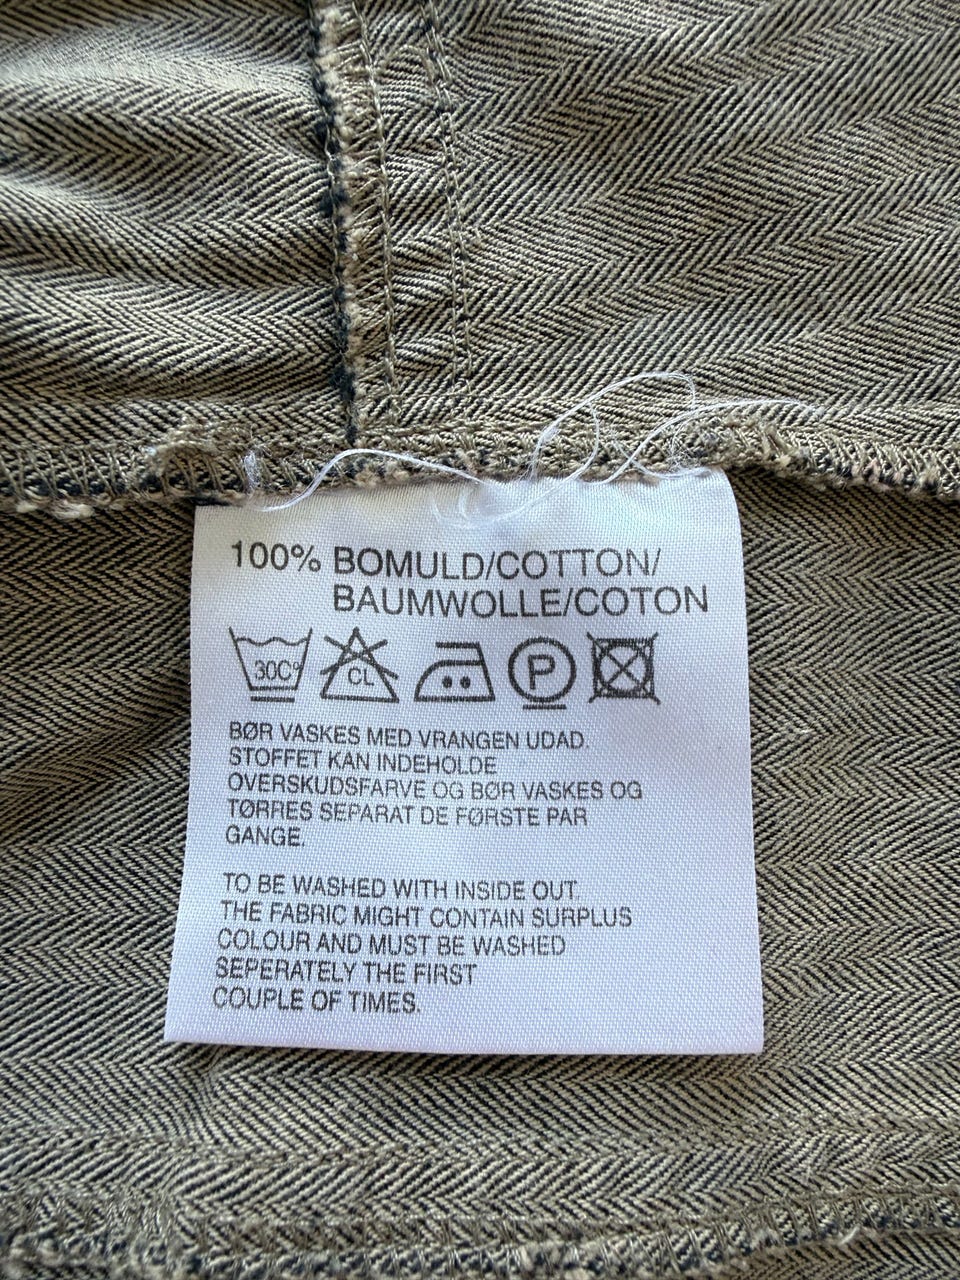 100% BOMULD/COTTON/
BAUMWOLLE/COTON
30C° CL P
BØR VASKES MED VRANGEN UDAD.
STOFFET KAN INDEHOLDE
OVERSKUDSFARVE OG BØR VASKES OG
TØRRES SEPARAT DE FØRSTE PAR
GANGE.
TO BE WASHED WITH INSIDE OUT.
THE FABRIC MIGHT CONTAIN SURPLUS
COLOUR AND MUST BE WASHED
SEPERATELY THE FIRST
COUPLE OF TIMES.